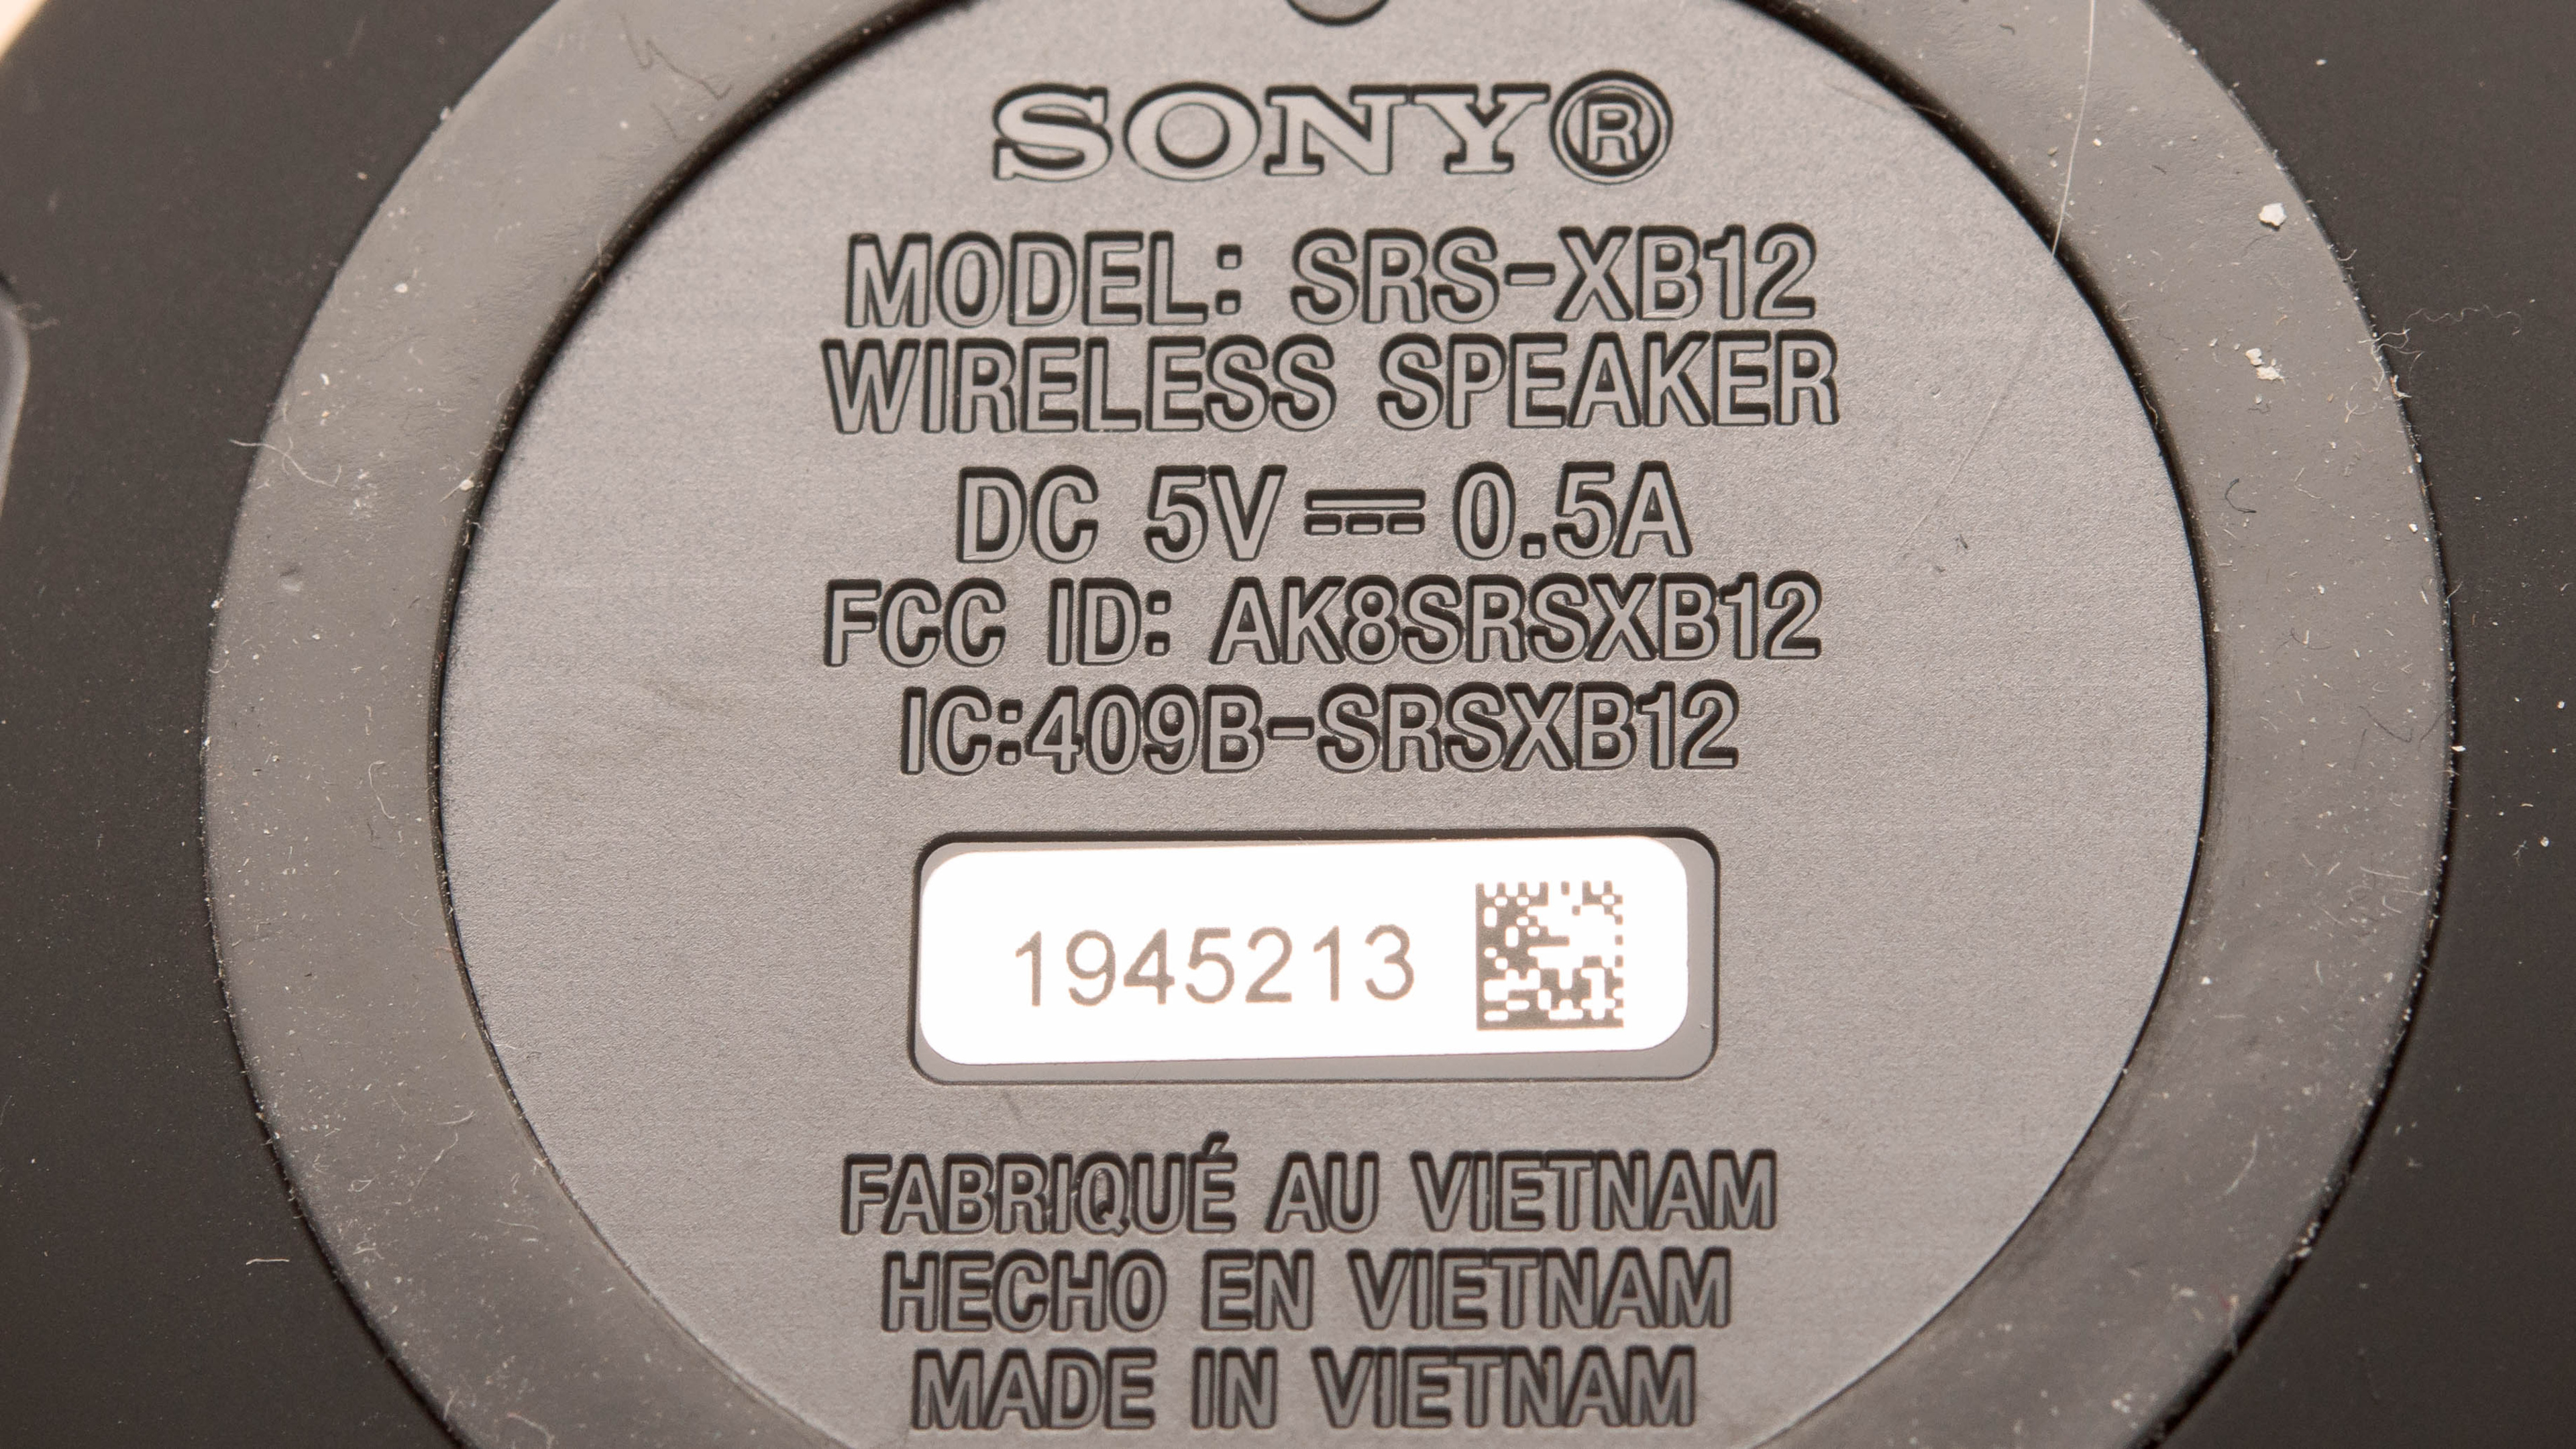 SONY®
MODEL: SRS-XB12
WIRELESS SPEAKER
DC 5V ⎓ 0.5A
FCC ID: AK8SRSXB12
IC:409B-SRSXB12
1945213
FABRIQUÉ AU VIETNAM
HECHO EN VIETNAM
MADE IN VIETNAM